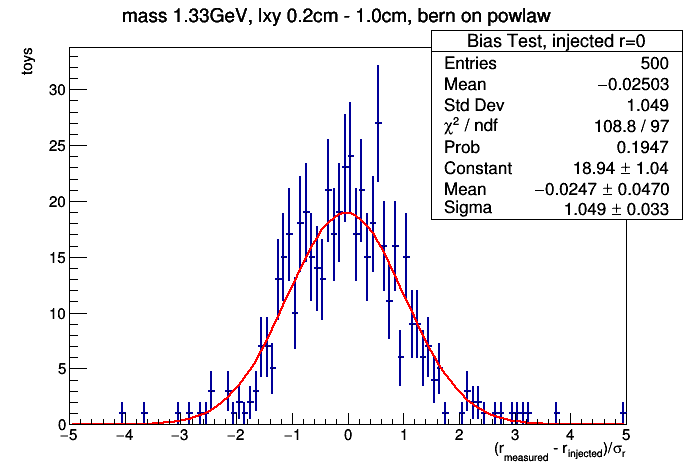 mass 1.33GeV, lxy 0.2cm - 1.0cm, bern on powlaw
Bias Test, injected r=0
Entries 500
Mean −0.02503
Std Dev 1.049
χ² / ndf 108.8 / 97
Prob 0.1947
Constant 18.94 ± 1.04
Mean −0.0247 ± 0.0470
Sigma 1.049 ± 0.033
toys
30
25
20
15
10
5
0
−5 −4 −3 −2 −1 0 1 2 3 4 5
(r_measured - r_injected)/σ_r